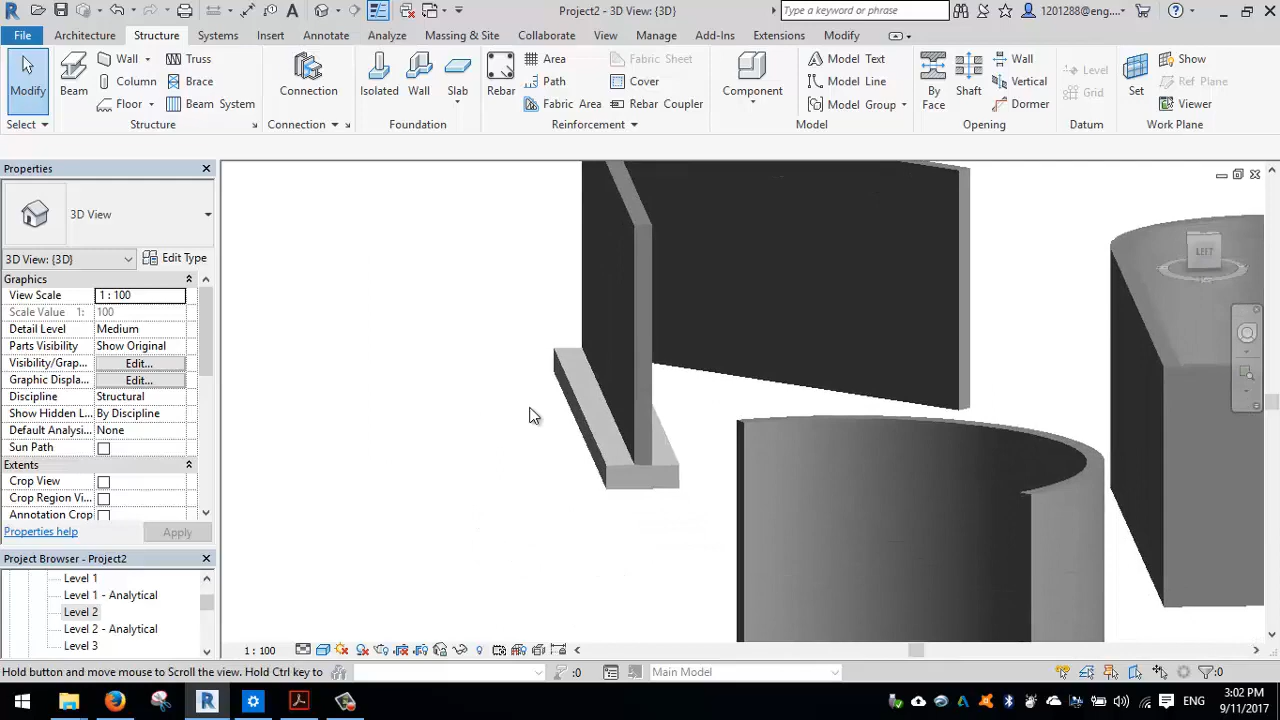 Project2 - 3D View: {3D}
Type a keyword or phrase
1201288@eng...
File Architecture Structure Systems Insert Annotate Analyze Massing & Site Collaborate View Manage Add-Ins Extensions Modify
Modify
Beam
Wall
Column
Floor
Truss
Brace
Beam System
Connection
Isolated Wall Slab
Rebar
Area
Path
Fabric Area
Fabric Sheet
Cover
Rebar Coupler
Component
Model Text
Model Line
Model Group
By
Face
Shaft
Wall
Vertical
Dormer
Level
Grid
Set
Show
Ref Plane
Viewer
Select Structure Connection Foundation Reinforcement Model Opening Datum Work Plane
Properties
3D View
3D View: {3D} Edit Type
Graphics
View Scale 1 : 100
Scale Value 1: 100
Detail Level Medium
Parts Visibility Show Original
Visibility/Grap... Edit...
Graphic Displa... Edit...
Discipline Structural
Show Hidden L... By Discipline
Default Analysi... None
Sun Path
Extents
Crop View
Crop Region Vi...
Annotation Crop
Properties help Apply
Project Browser - Project2
Level 1
Level 1 - Analytical
Level 2
Level 2 - Analytical
Level 3
LEFT
1 : 100
Hold button and move mouse to Scroll the view. Hold Ctrl key to
:0
Main Model
:0
ENG
3:02 PM
9/11/2017